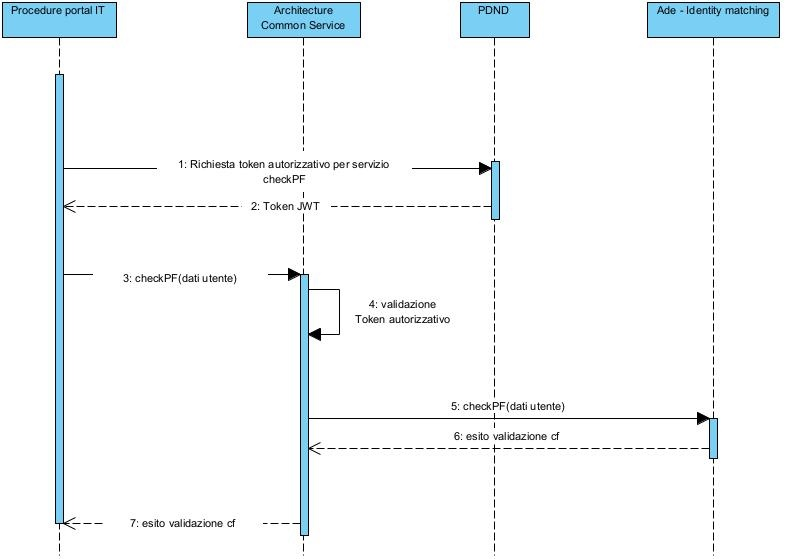 Procedure portal IT
Architecture
Common Service
PDND
Ade - Identity matching
1: Richiesta token autorizzativo per servizio
checkPF
2: Token JWT
3: checkPF(dati utente)
4: validazione
Token autorizzativo
5: checkPF(dati utente)
6: esito validazione cf
7: esito validazione cf